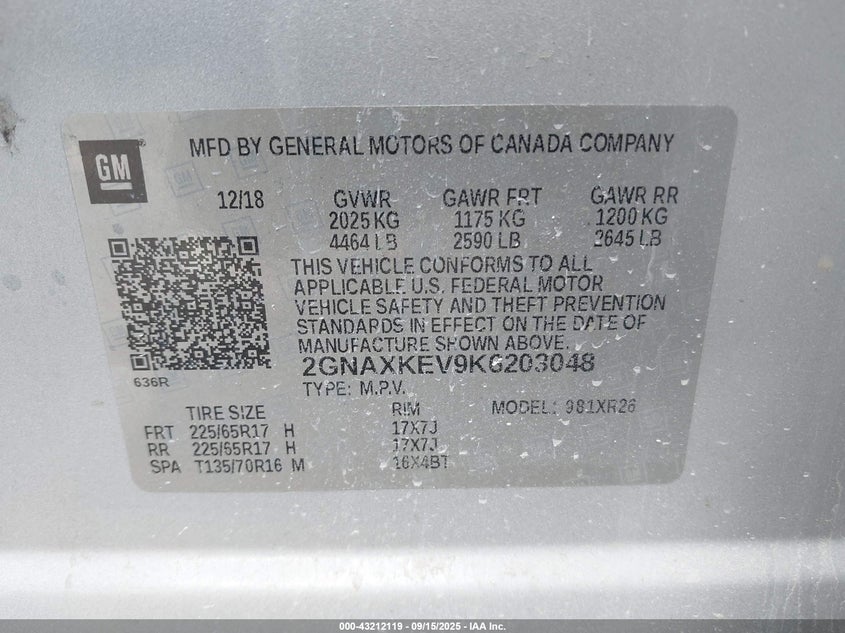 GM
MFD BY GENERAL MOTORS OF CANADA COMPANY
12/18 GVWR GAWR FRT GAWR RR
2025 KG 1175 KG 1200 KG
4464 LB 2590 LB 2645 LB
THIS VEHICLE CONFORMS TO ALL
APPLICABLE U.S. FEDERAL MOTOR
VEHICLE SAFETY AND THEFT PREVENTION
STANDARDS IN EFFECT ON THE DATE OF
MANUFACTURE SHOWN ABOVE.
2GNAXKEV9K6203048
636R
TYPE: M.P.V.
TIRE SIZE RIM MODEL: 981XR26
FRT 225/65R17 H 17X7J
RR 225/65R17 H 17X7J
SPA T135/70R16 M 16X4BT
000-43212119 - 09/15/2025 - IAA Inc.